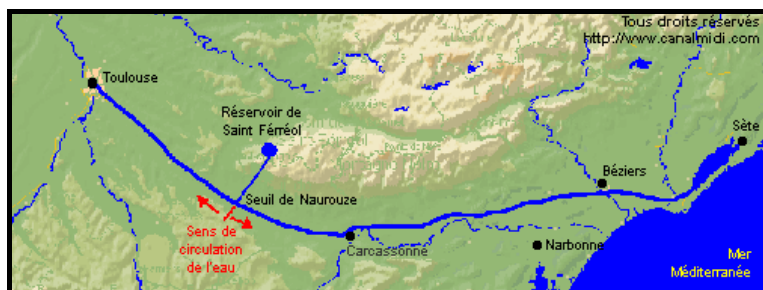 Tous droits réservés
http://www.canalmidi.com
Toulouse
Réservoir de
Saint Férréol
Sète
Béziers
Seuil de Naurouze
Sens de
circulation
de l'eau
Carcassonne
Narbonne
Mer
Méditerranée